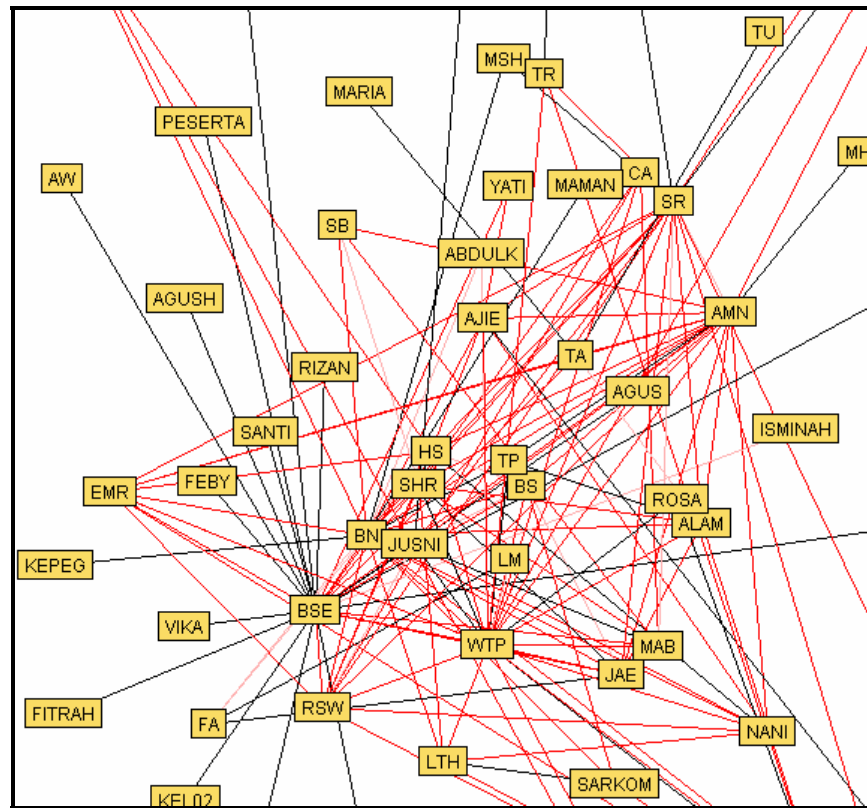 TU
MSH
TR
MARIA
PESERTA
MH
AW
CA
YATI
MAMAN
SR
SB
ABDULK
AGUSH
AJIE
AMN
TA
RIZAN
AGUS
SANTI
ISMINAH
HS
TP
FEBY
SHR
BS
EMR
ROSA
ALAM
BN
JUSNI
KEPEG
LM
BSE
VIKA
WTP
MAB
JAE
FITRAH
FA
RSW
NANI
LTH
SARKOM
KEL02